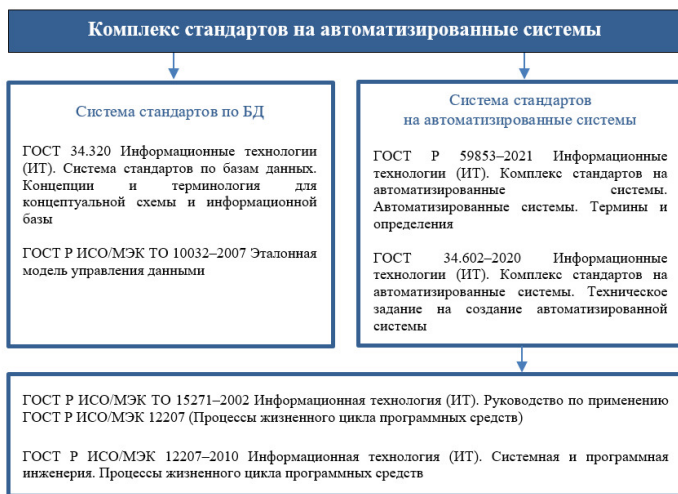 Комплекс стандартов на автоматизированные системы
Система стандартов по БД
ГОСТ 34.320 Информационные технологии
(ИТ). Система стандартов по базам данных.
Концепции и терминология для
концептуальной схемы и информационной
базы
ГОСТ Р ИСО/МЭК ТО 10032–2007 Эталонная
модель управления данными
Система стандартов
на автоматизированные системы
ГОСТ Р 59853–2021 Информационные
технологии (ИТ). Комплекс стандартов на
автоматизированные системы.
Автоматизированные системы. Термины и
определения
ГОСТ 34.602–2020 Информационные
технологии (ИТ). Комплекс стандартов на
автоматизированные системы. Техническое
задание на создание автоматизированной
системы
ГОСТ Р ИСО/МЭК ТО 15271–2002 Информационная технология (ИТ). Руководство по применению
ГОСТ Р ИСО/МЭК 12207 (Процессы жизненного цикла программных средств)
ГОСТ Р ИСО/МЭК 12207–2010 Информационная технология (ИТ). Системная и программная
инженерия. Процессы жизненного цикла программных средств